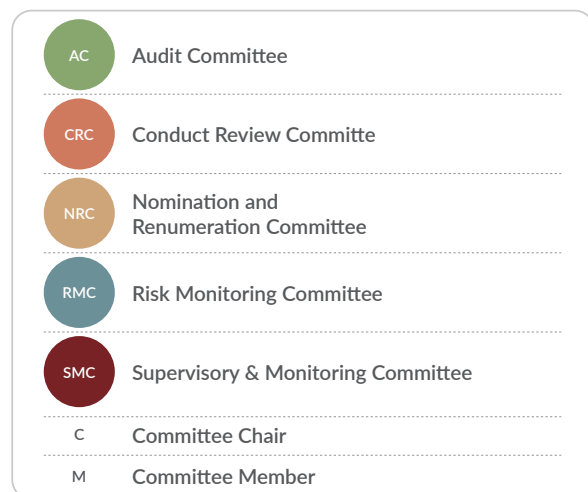 AC Audit Committee
CRC Conduct Review Committe
NRC Nomination and
Renumeration Committee
RMC Risk Monitoring Committee
SMC Supervisory & Monitoring Committee
C Committee Chair
M Committee Member